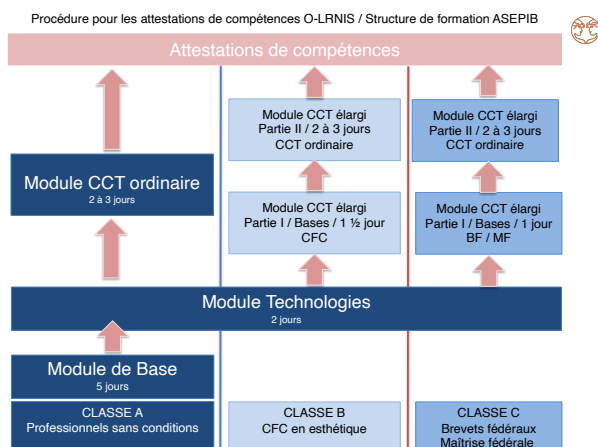 Procédure pour les attestations de compétences O-LRNIS / Structure de formation ASEPIB
Attestations de compétences
Module CCT élargi
Partie II / 2 à 3 jours
CCT ordinaire
Module CCT élargi
Partie II / 2 à 3 jours
CCT ordinaire
Module CCT ordinaire
2 à 3 jours
Module CCT élargi
Partie I / Bases / 1 ½ jour
CFC
Module CCT élargi
Partie I / Bases / 1 jour
BF / MF
Module Technologies
2 jours
Module de Base
5 jours
CLASSE A
Professionnels sans conditions
CLASSE B
CFC en esthétique
CLASSE C
Brevets fédéraux
Maîtrise fédérale